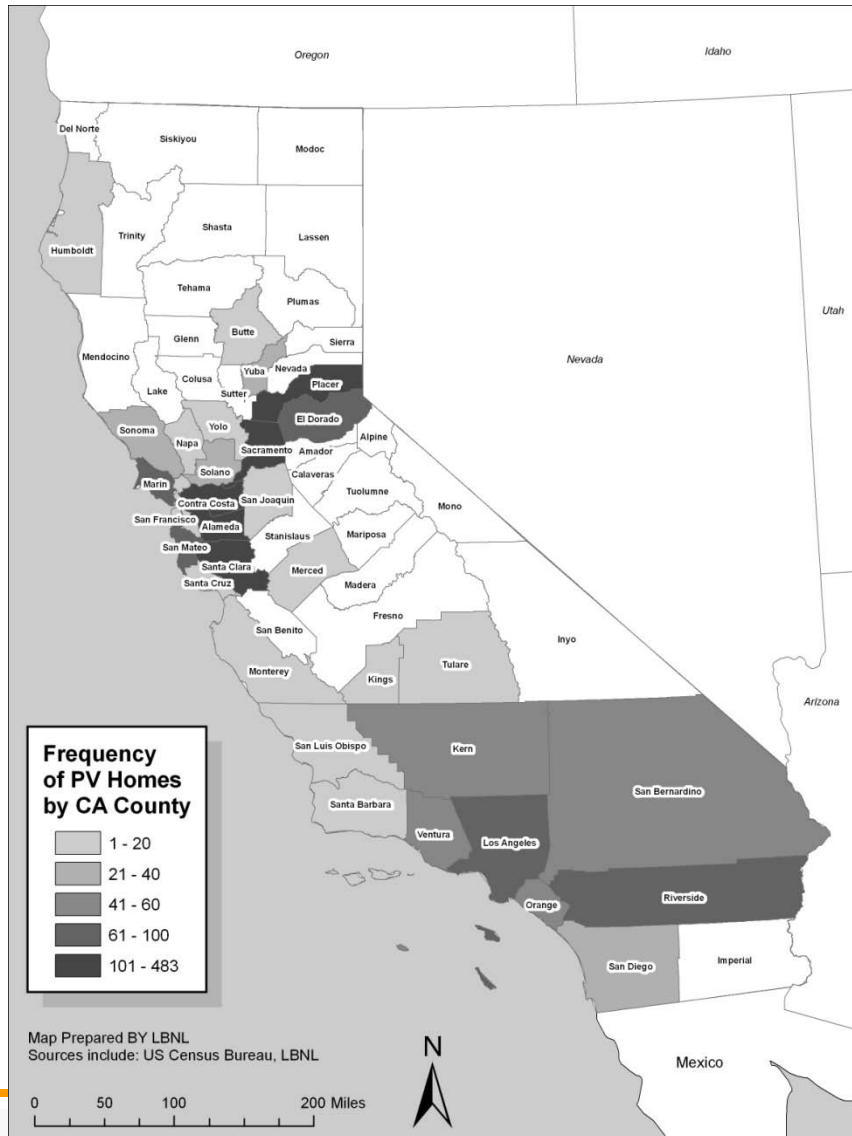 Oregon
Idaho
Del Norte
Siskiyou
Modoc
Humboldt
Trinity
Shasta
Lassen
Tehama
Plumas
Butte
Glenn
Sierra
Mendocino
Nevada
Yuba
Colusa
Lake
Sutter
Placer
Utah
Nevada
El Dorado
Yolo
Sonoma
Napa
Sacramento
Alpine
Amador
Solano
Calaveras
Marin
Contra Costa
San Joaquin
Tuolumne
Mono
San Francisco
Alameda
Stanislaus
Mariposa
San Mateo
Santa Clara
Merced
Santa Cruz
Madera
Fresno
San Benito
Inyo
Monterey
Kings
Tulare
Arizona
San Luis Obispo
Kern
San Bernardino
Santa Barbara
Ventura
Los Angeles
Orange
Riverside
San Diego
Imperial
Mexico
Frequency
of PV Homes
by CA County
1 - 20
21 - 40
41 - 60
61 - 100
101 - 483
Map Prepared BY LBNL
Sources include: US Census Bureau, LBNL
N
0 50 100 200 Miles